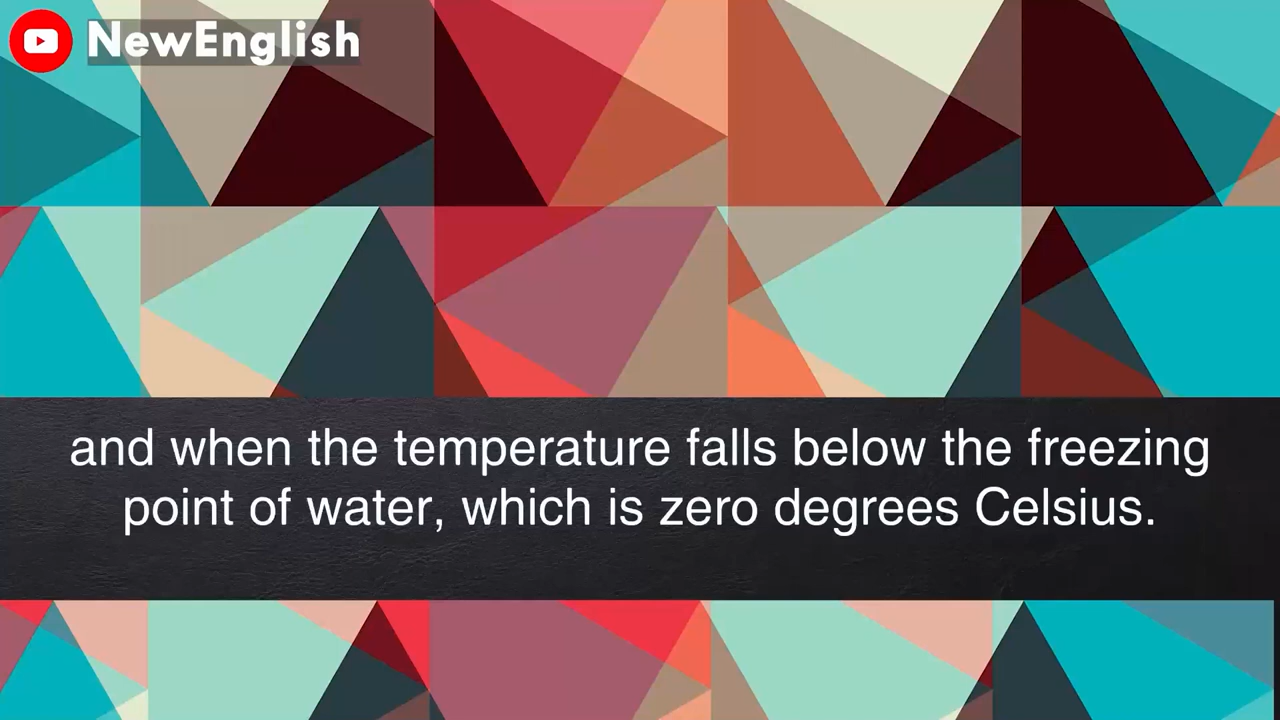 NewEnglish
and when the temperature falls below the freezing
point of water, which is zero degrees Celsius.